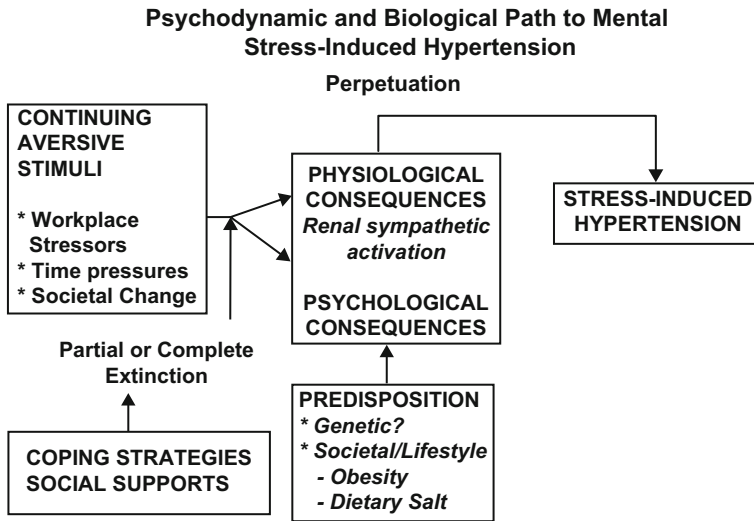 Psychodynamic and Biological Path to Mental
Stress-Induced Hypertension
Perpetuation
CONTINUING
AVERSIVE
STIMULI
* Workplace
Stressors
* Time pressures
* Societal Change
PHYSIOLOGICAL
CONSEQUENCES
Renal sympathetic
activation
PSYCHOLOGICAL
CONSEQUENCES
STRESS-INDUCED
HYPERTENSION
Partial or Complete
Extinction
COPING STRATEGIES
SOCIAL SUPPORTS
PREDISPOSITION
* Genetic?
* Societal/Lifestyle
- Obesity
- Dietary Salt